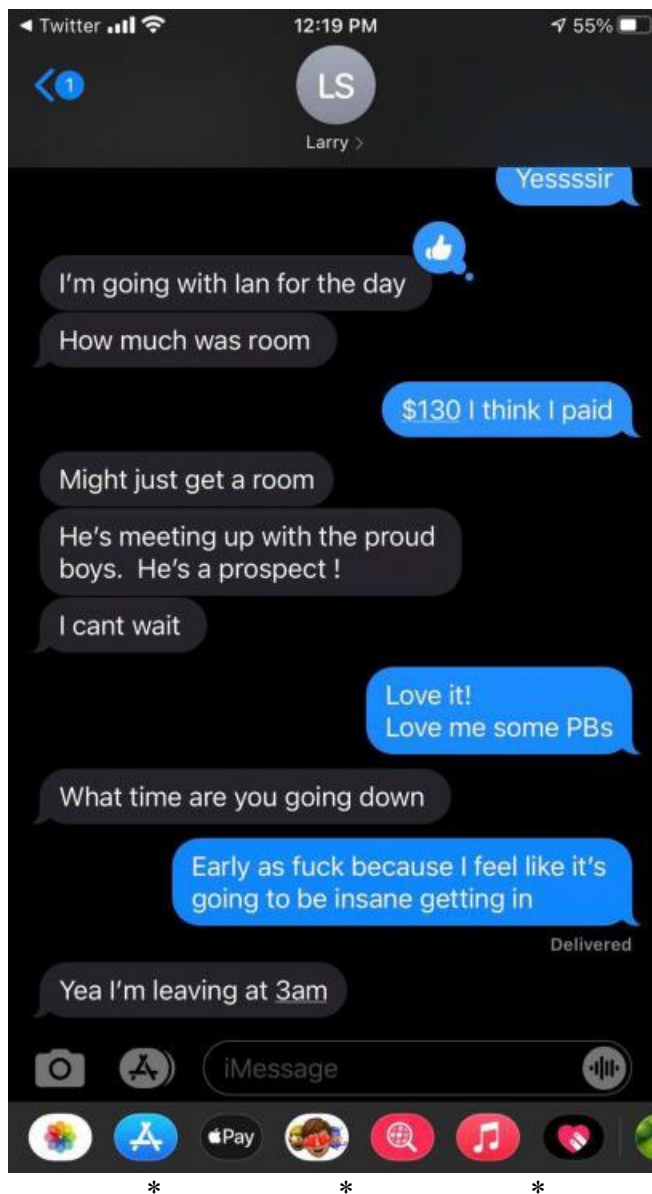 ◀ Twitter 12:19 PM 55%
1
LS
Larry >
Yessssir
I'm going with Ian for the day
How much was room
$130 I think I paid
Might just get a room
He's meeting up with the proud
boys.  He's a prospect !
I cant wait
Love it!
Love me some PBs
What time are you going down
Early as fuck because I feel like it's
going to be insane getting in
Delivered
Yea I'm leaving at 3am
iMessage
Pay
* * *